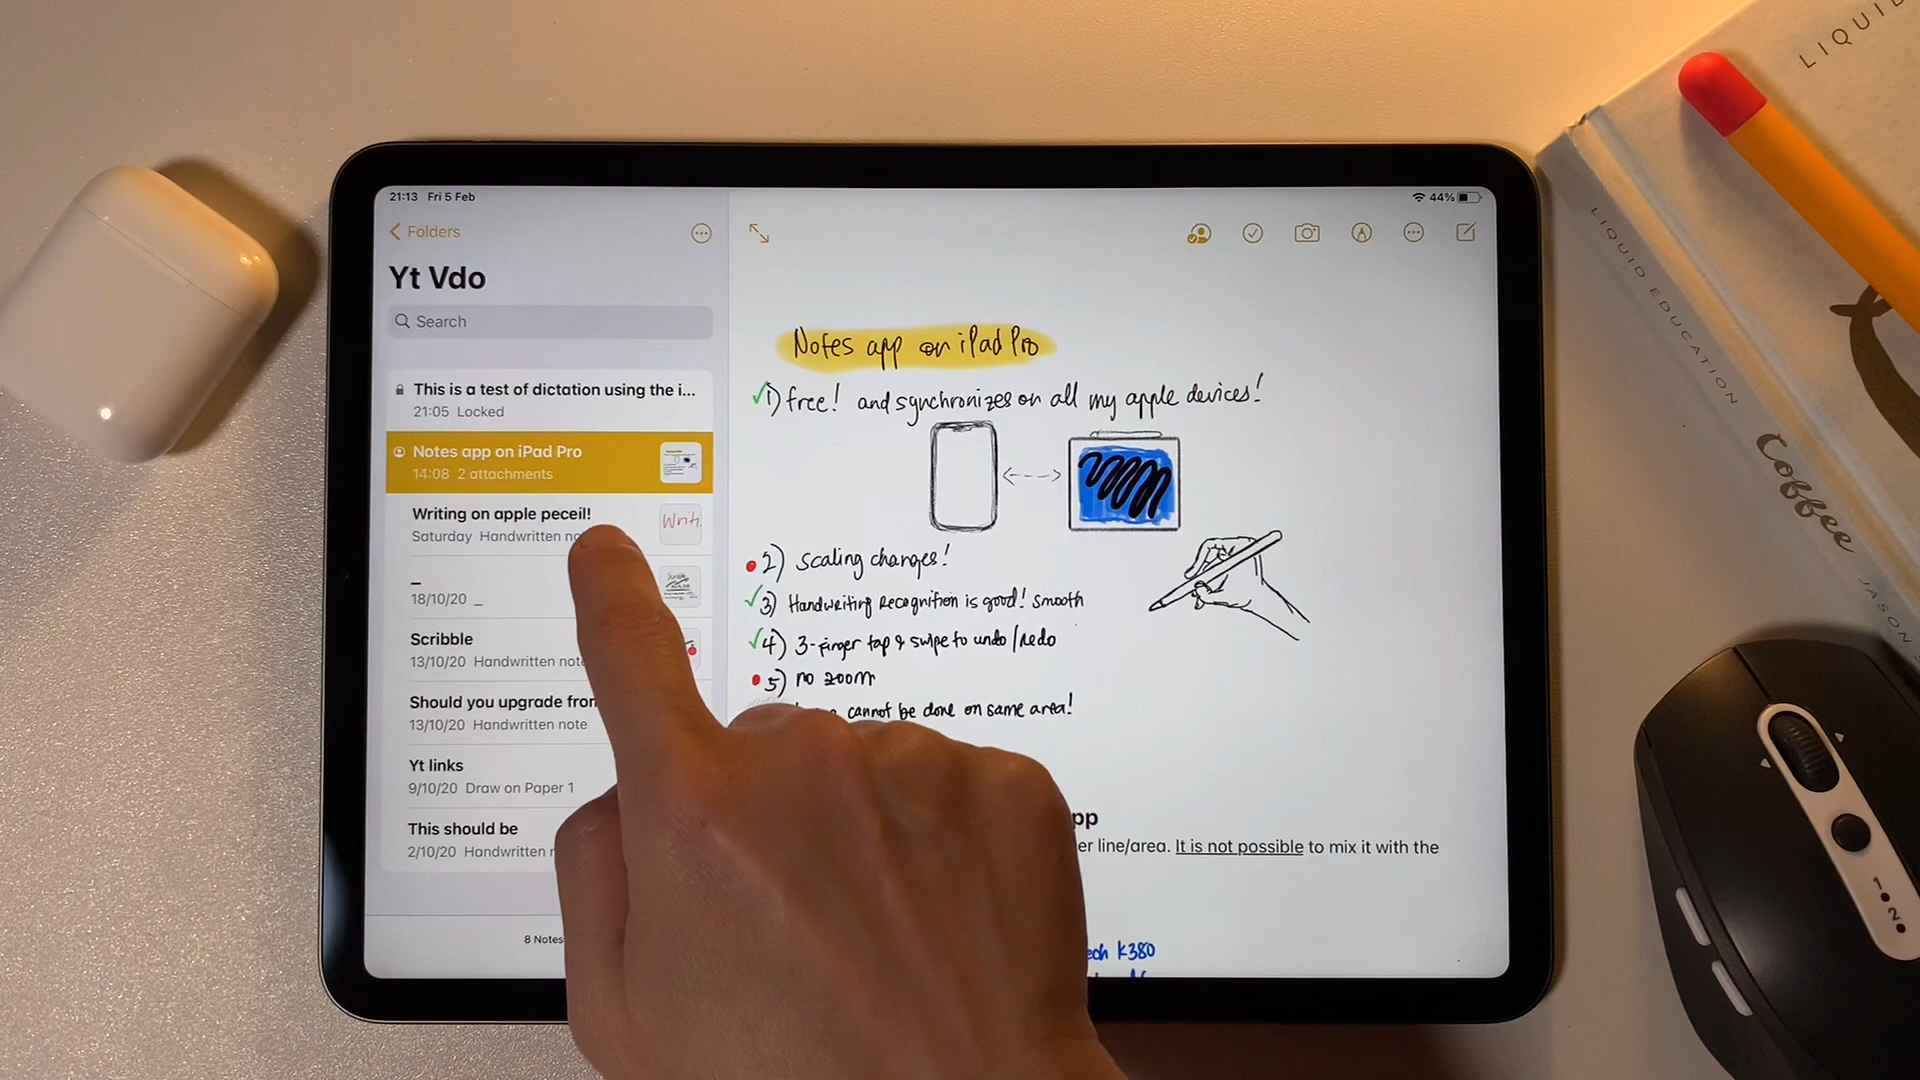 21:13 Fri 5 Feb
44%
Folders
Yt Vdo
Search
This is a test of dictation using the i...
21:05 Locked
Notes app on iPad Pro
14:08 2 attachments
Writing on apple peceil!
Saturday Handwritten
Writi
_
18/10/20 _
Scribble
13/10/20 Handwritten
Should you upgrade
13/10/20 Handwritten note
Yt links
9/10/20 Draw on Paper 1
This should be
2/10/20 Handwritten
8 Notes
Notes app on iPad Pro
1) free! and synchronizes on all my apple devices!
2) scaling changes!
3) Handwriting Recognition is good! smooth
4) 3-finger tap & swipe to undo/redo
5) no zoom
cannot be done on same area!
line/area. It is not possible to mix it with the
K380
LIQUID EDUCATION
Coffee
JASON
1 2